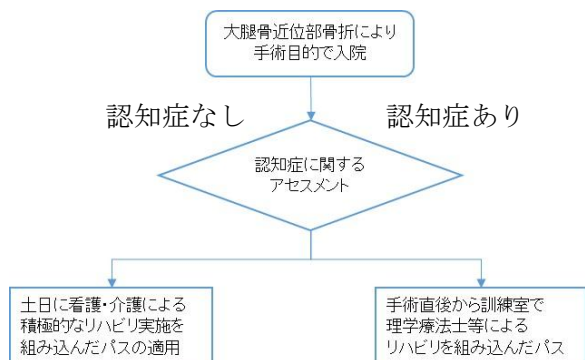 大腿骨近位部骨折により
手術目的で入院
認知症なし
認知症あり
認知症に関する
アセスメント
土日に看護・介護による
積極的なリハビリ実施を
組み込んだパスの適用
手術直後から訓練室で
理学療法士等による
リハビリを組み込んだパス